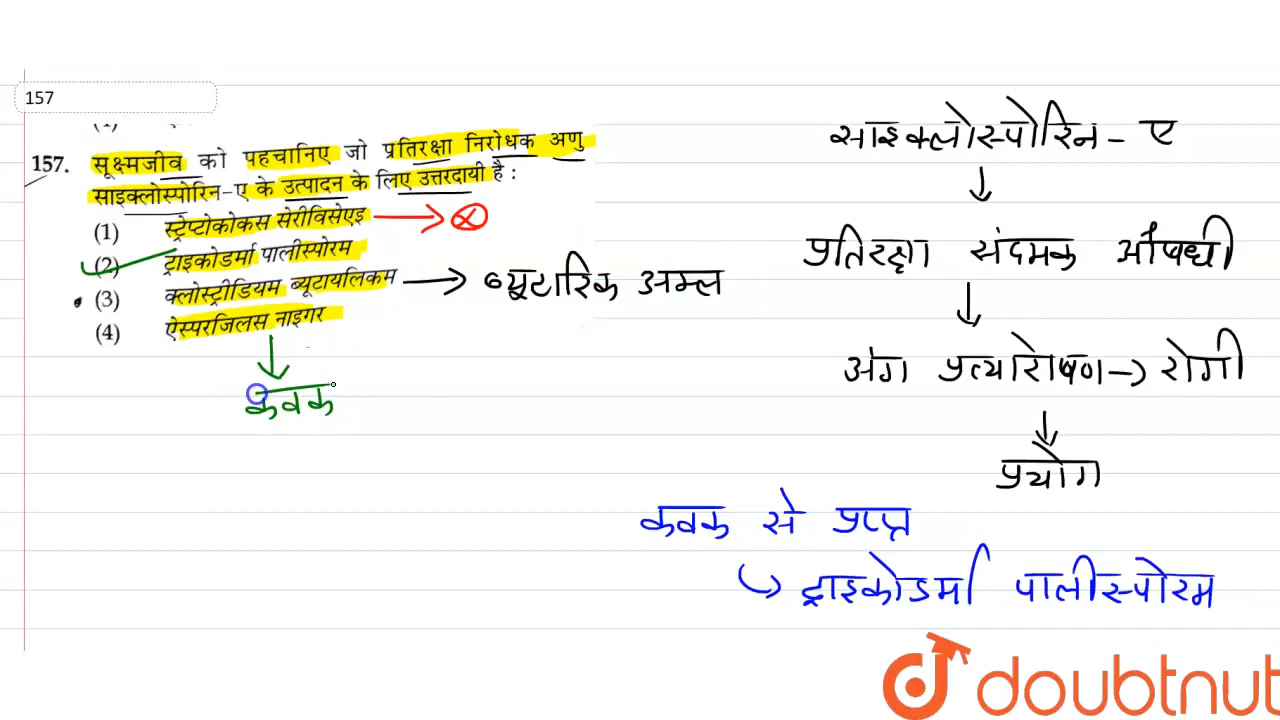 157
157. सूक्ष्मजीव को पहचानिए जो प्रतिरक्षा निरोधक अणु
साइक्लोस्पोरिन-ए के उत्पादन के लिए उत्तरदायी है :
(1) स्ट्रेप्टोकोकस सेरीविसेएइ
(2) ट्राइकोडर्मा पालीस्पोरम
(3) क्लोस्ट्रीडियम ब्यूटायलिकम → ब्यूटारिक अम्ल
(4) ऐस्परजिलस नाइगर
↓
कवक
साइक्लोस्पोरिन- ए
↓
प्रतिरक्षा संदमक औषधी
↓
अंग प्रत्यारोपण → रोगी
↓
प्रयोग
कवक से प्राप्त
↳ ट्राइकोडर्मा पालीस्पोरम
doubtnut